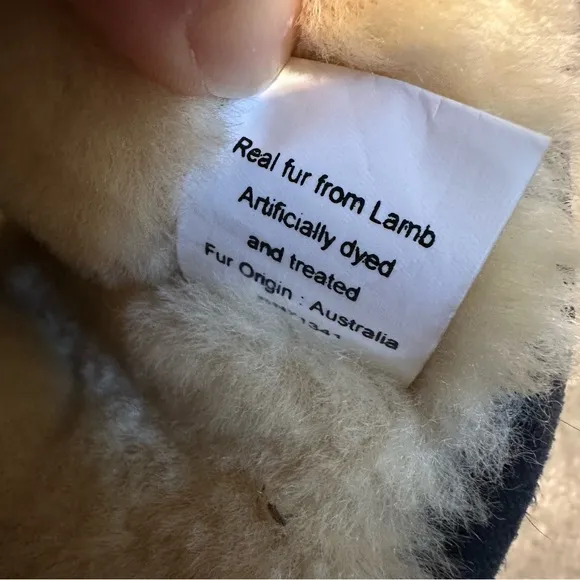 Real fur from Lamb
Artificially dyed
and treated
Fur Origin : Australia